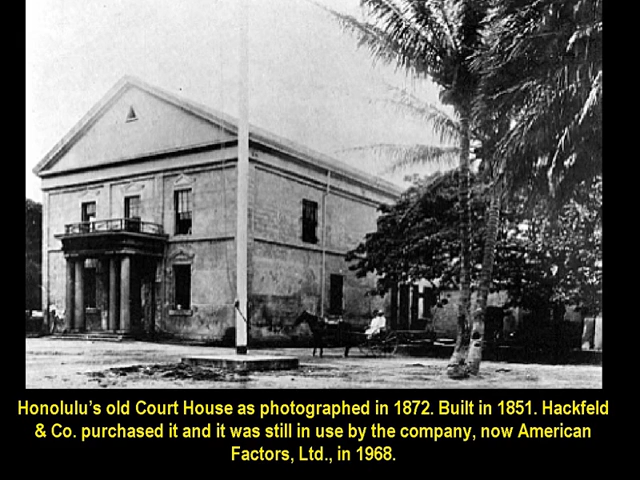 Honolulu’s old Court House as photographed in 1872. Built in 1851. Hackfeld
& Co. purchased it and it was still in use by the company, now American
Factors, Ltd., in 1968.